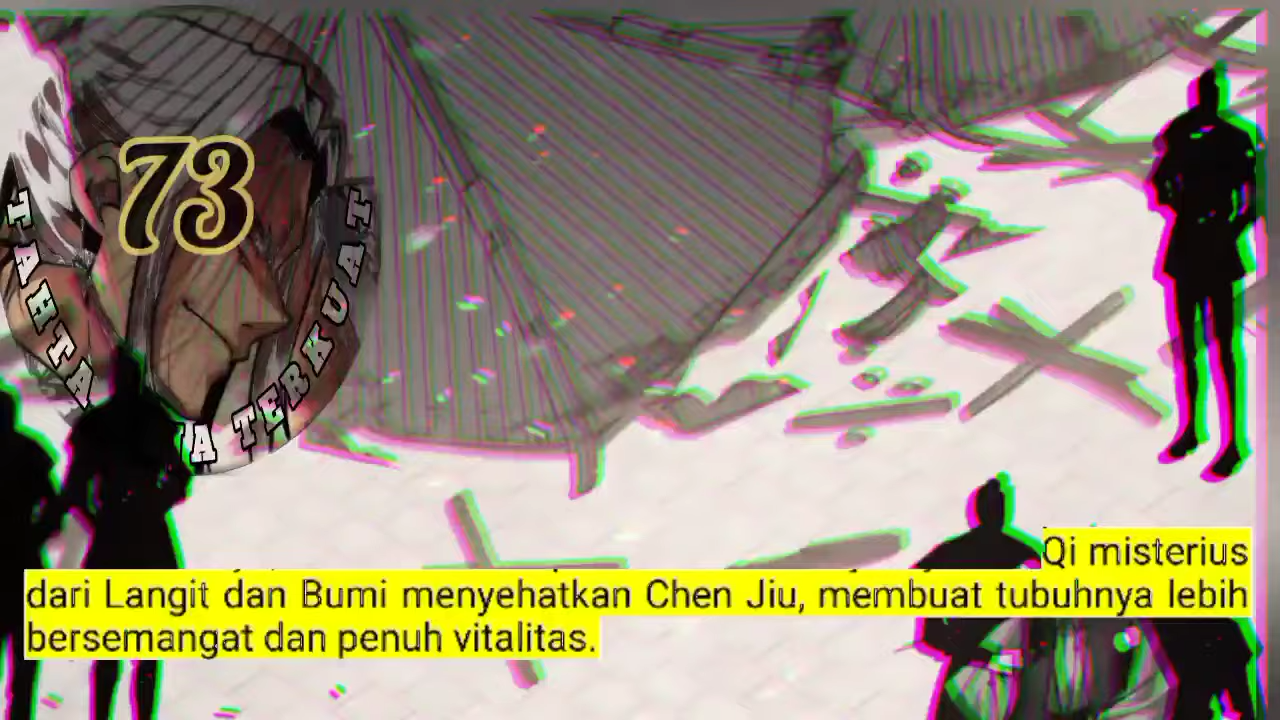 73
TAHTA
A TERKUAT
Qi misterius
dari Langit dan Bumi menyehatkan Chen Jiu, membuat tubuhnya lebih
bersemangat dan penuh vitalitas.